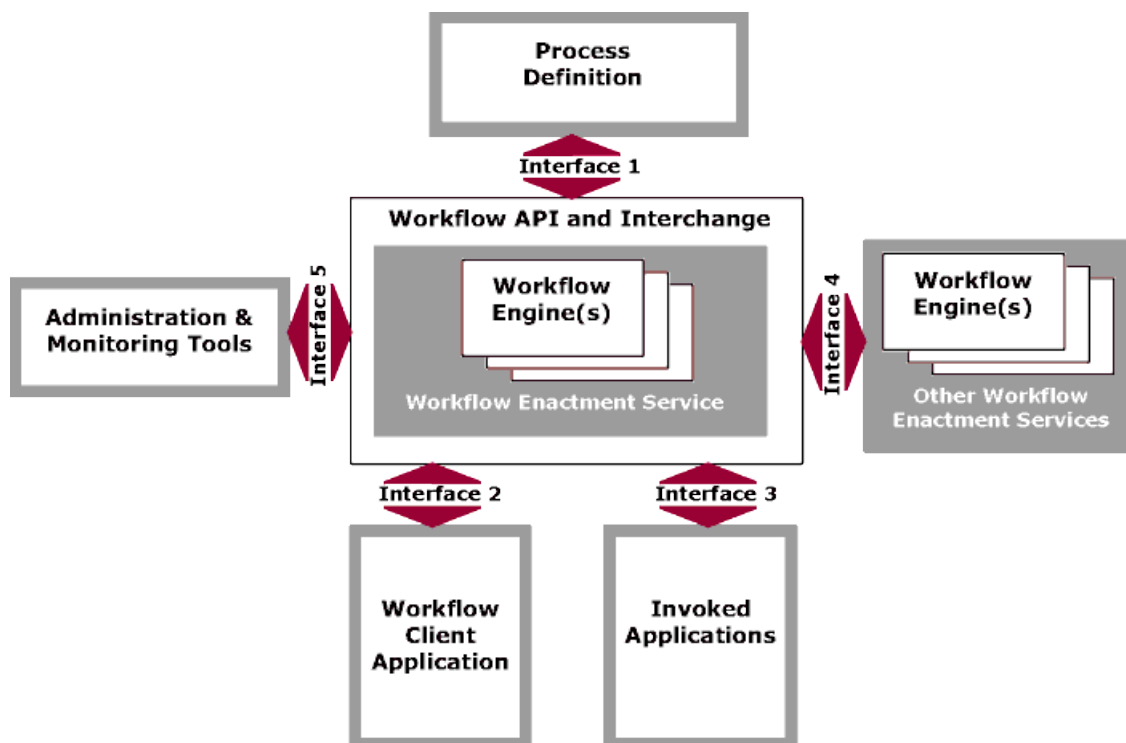 Process
Definition
Interface 1
Workflow API and Interchange
Workflow
Engine(s)
Workflow Enactment Service
Interface 5
Administration &
Monitoring Tools
Interface 4
Workflow
Engine(s)
Other Workflow
Enactment Services
Interface 2
Interface 3
Workflow
Client
Application
Invoked
Applications